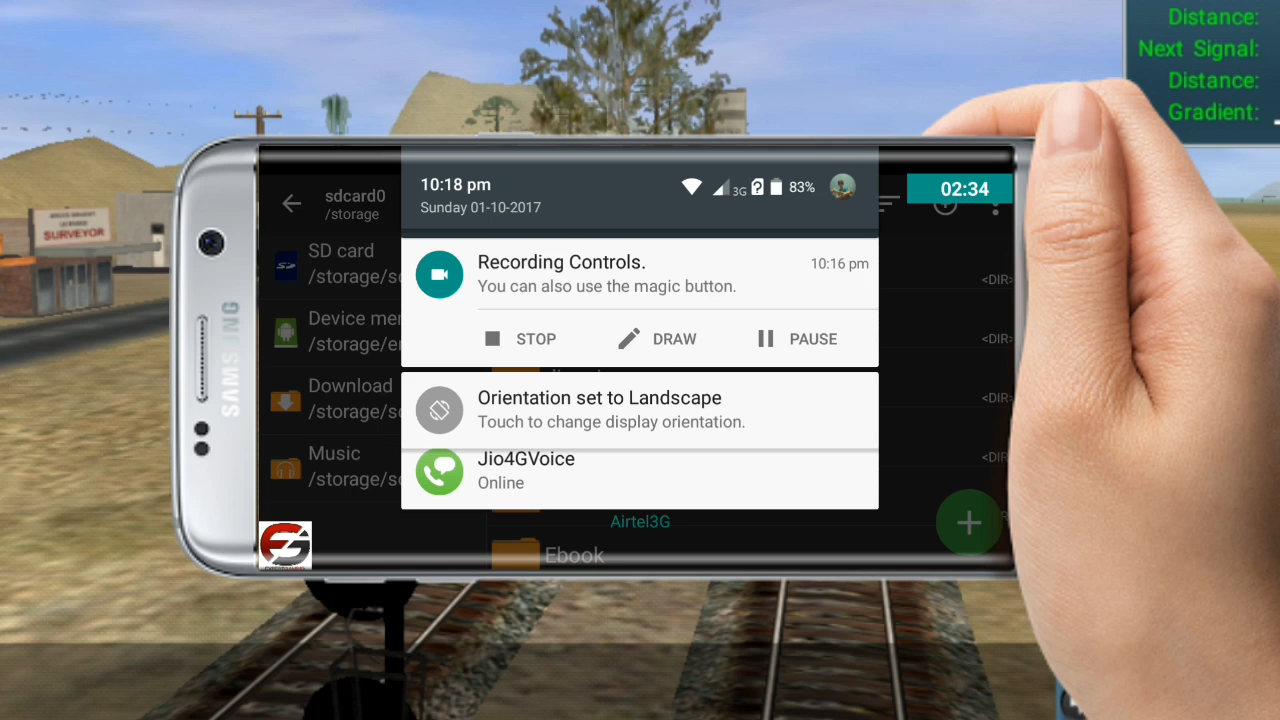 Distance:
Next Signal:
Distance:
Gradient:
SURVEYOR
SAMSUNG
sdcard0
/storage
SD card
/storage/s
Device me
/storage/e
Download
/storage/s
Music
/storage/s
10:18 pm
Sunday 01-10-2017
3G
83%
02:34
Recording Controls.
10:16 pm
You can also use the magic button.
STOP
DRAW
PAUSE
Orientation set to Landscape
Touch to change display orientation.
Jio4GVoice
Online
Airtel3G
Ebook
<DIR>
<DIR>
<DIR>
<DIR>